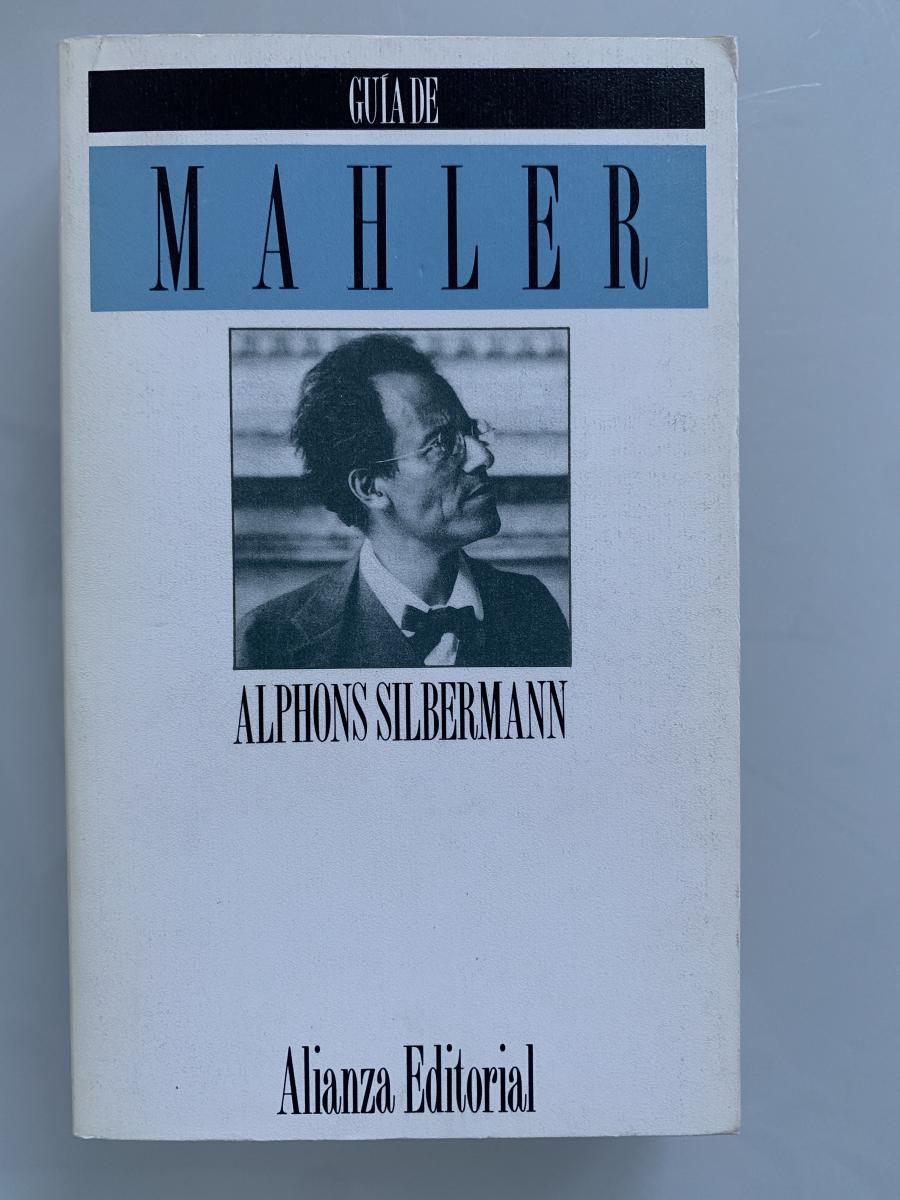 GUÍA DE
MAHLER
ALPHONS SILBERMANN
Alianza Editorial